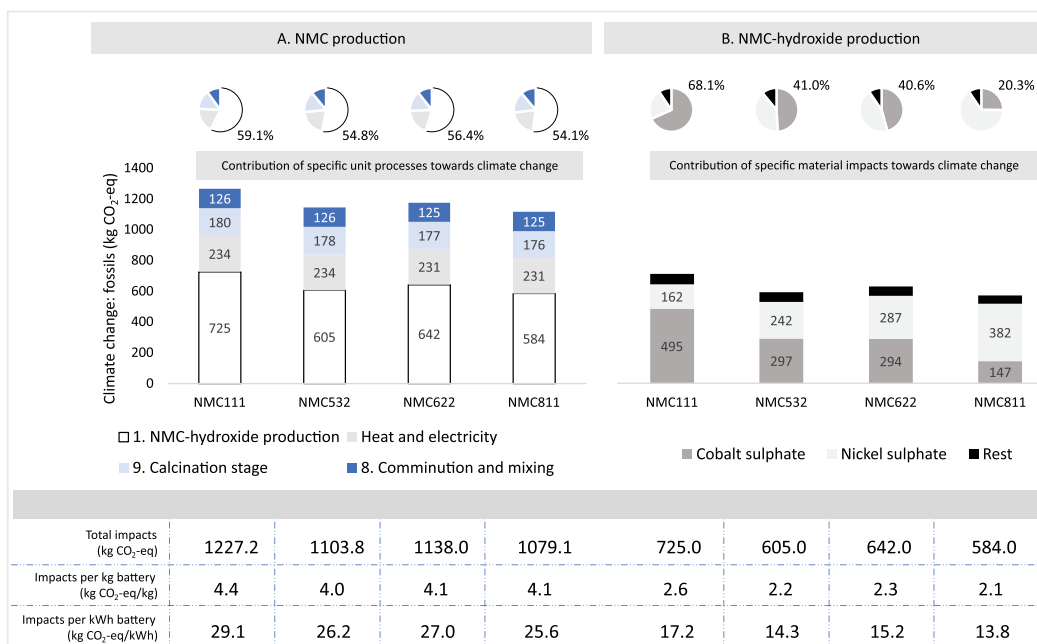 A. NMC production
B. NMC-hydroxide production
59.1%
54.8%
56.4%
54.1%
68.1%
41.0%
40.6%
20.3%
Contribution of specific unit processes towards climate change
Contribution of specific material impacts towards climate change
Climate change: fossils (kg CO2-eq)
1400
1200
1000
800
600
400
200
0
126 126 125 125
180 178 177 176
234 234 231 231
725 605 642 584
NMC111 NMC532 NMC622 NMC811
162 242 287 382
495 297 294 147
NMC111 NMC532 NMC622 NMC811
1. NMC-hydroxide production Heat and electricity
9. Calcination stage 8. Comminution and mixing
Cobalt sulphate Nickel sulphate Rest
Total impacts
(kg CO2-eq)
1227.2 1103.8 1138.0 1079.1 725.0 605.0 642.0 584.0
Impacts per kg battery
(kg CO2-eq/kg)
4.4 4.0 4.1 4.1 2.6 2.2 2.3 2.1
Impacts per kWh battery
(kg CO2-eq/kWh)
29.1 26.2 27.0 25.6 17.2 14.3 15.2 13.8